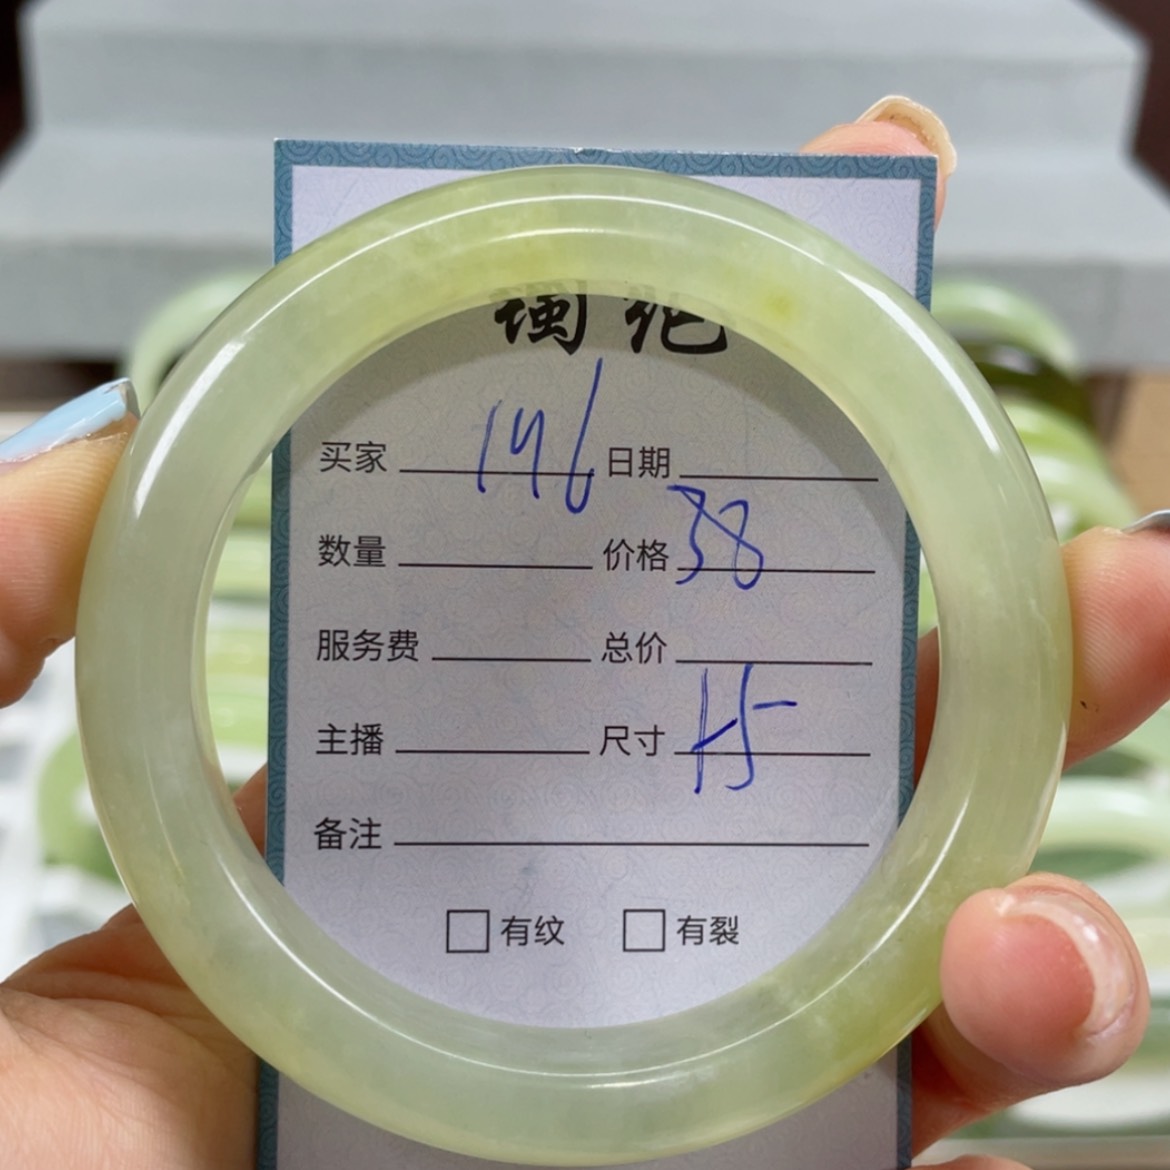 买家 146 日期
数量 价格 38
服务费 总价
主播 尺寸
备注
□ 有纹 □ 有裂